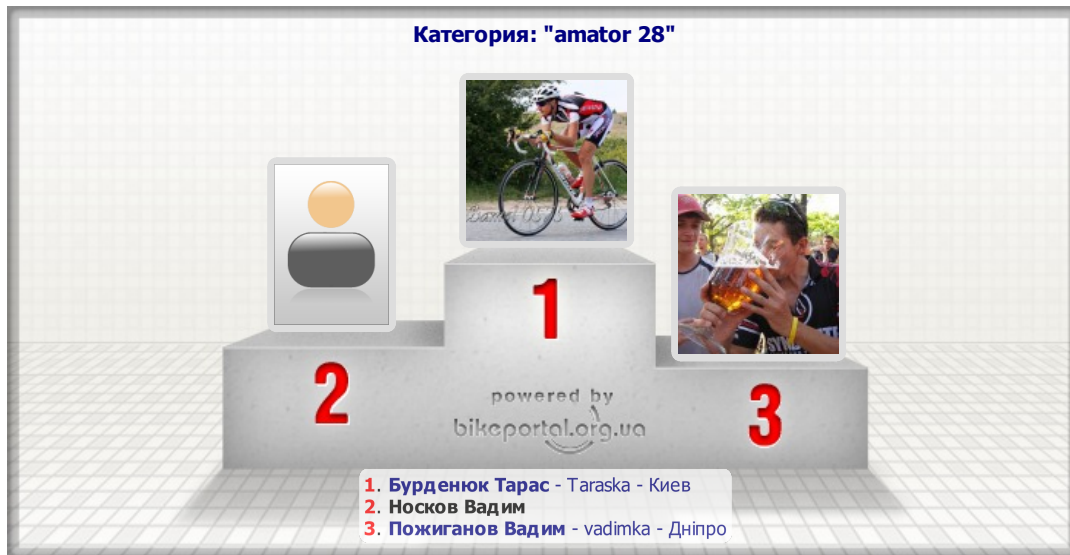 Категория: "amator 28"
1
2
3
powered by
bikeportal.org.ua
1. Бурденюк Тарас - Taraska - Киев
2. Носков Вадим
3. Пожиганов Вадим - vadimka - Дніпро